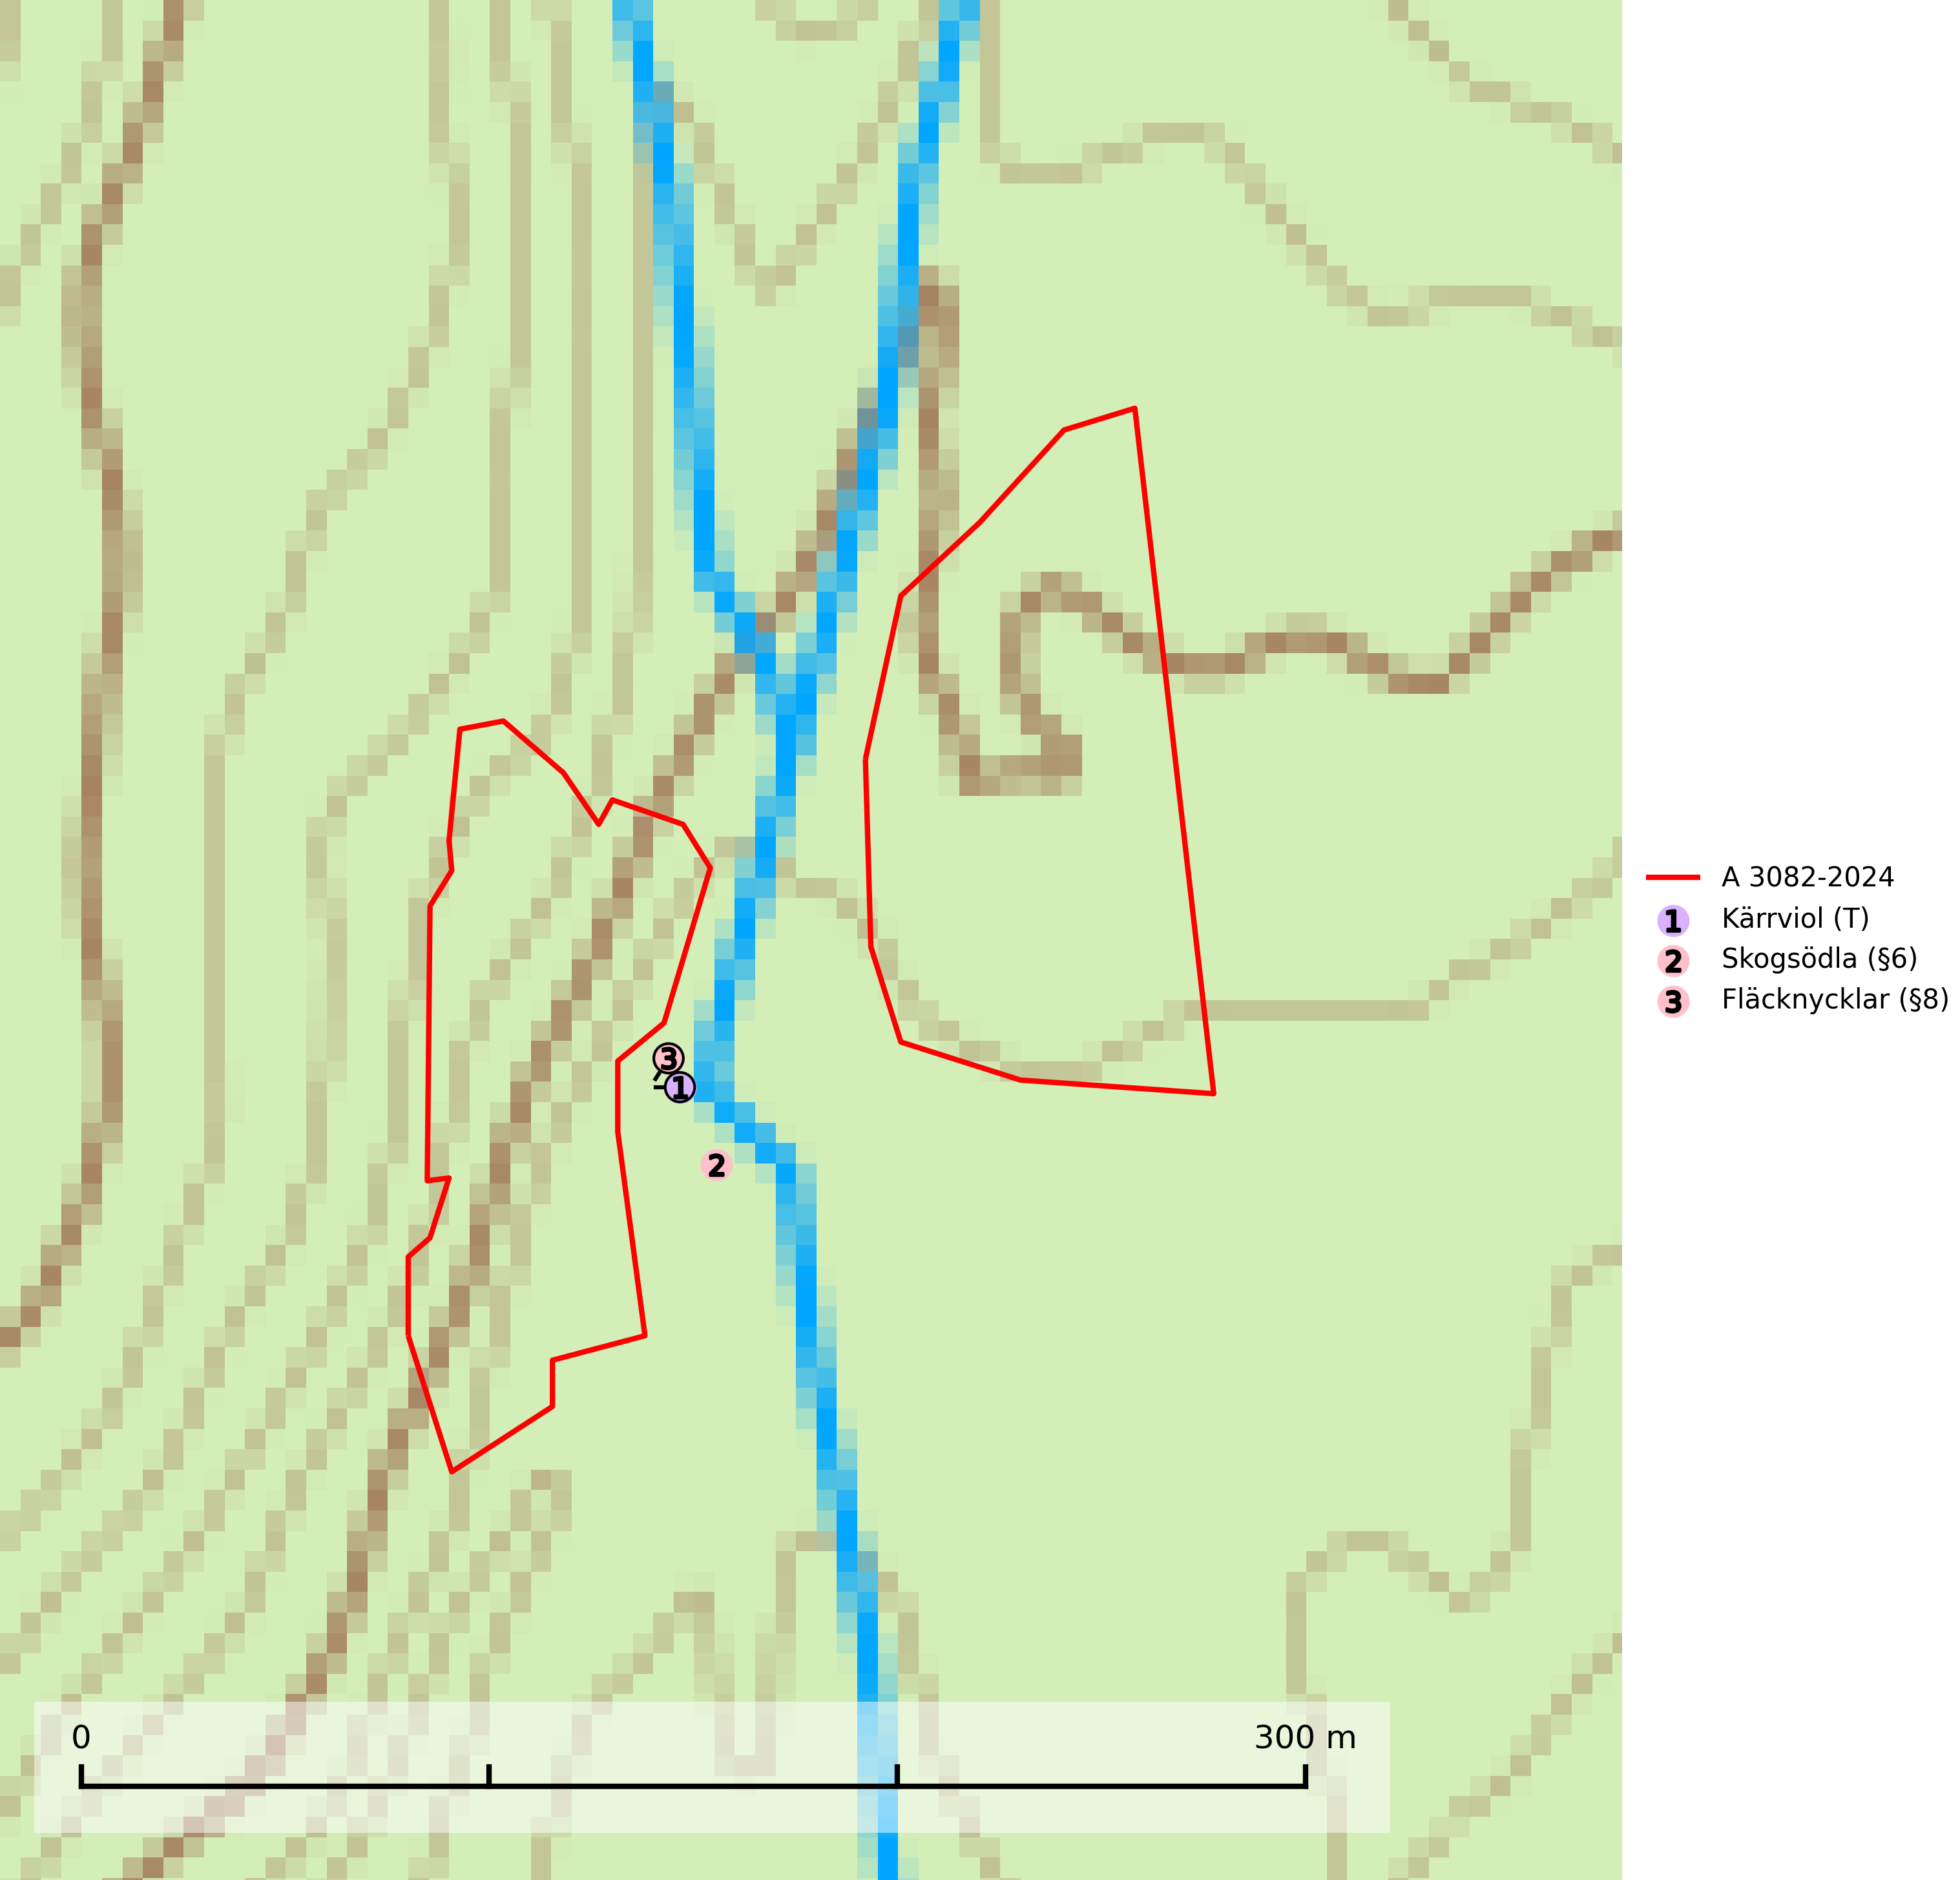 A 3082-2024
1 Kärrviol (T)
2 Skogsödla (§6)
3 Fläcknycklar (§8)
3
1
2
0 300 m